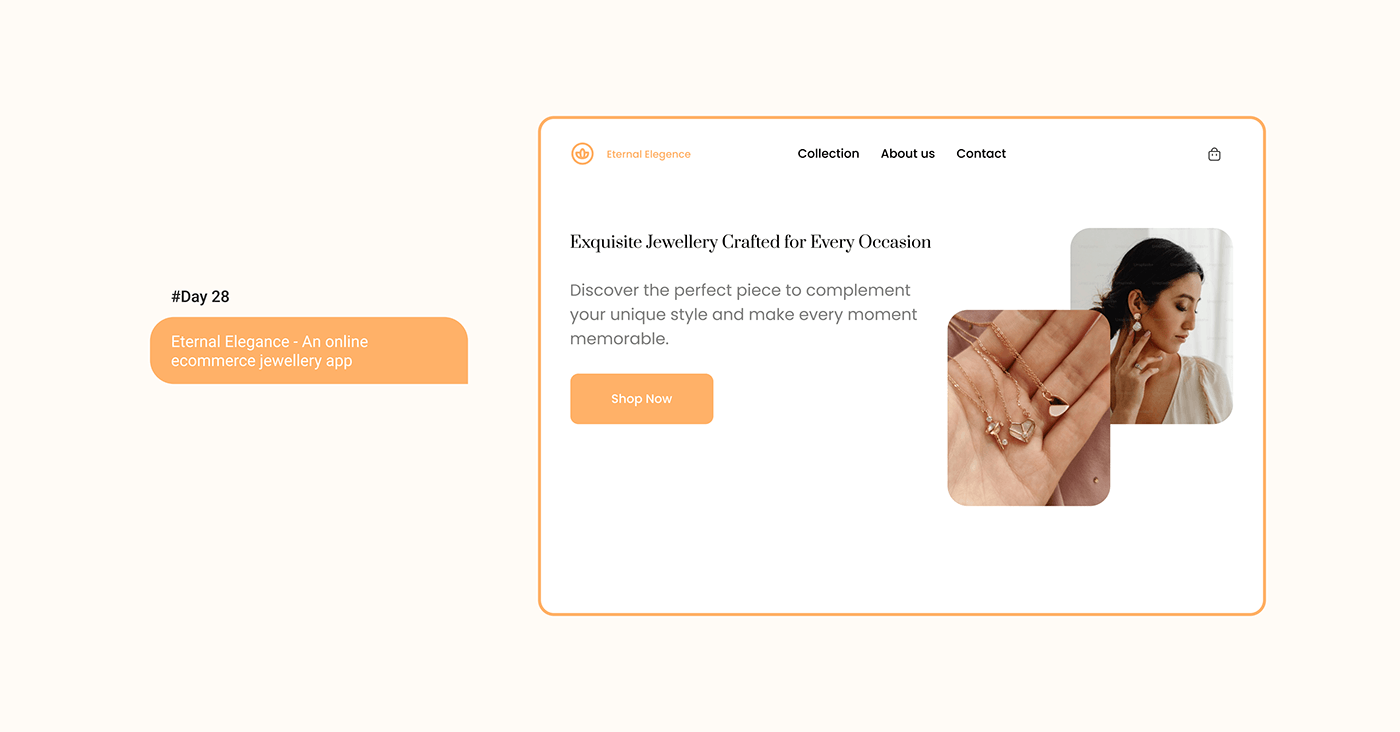 #Day 28
Eternal Elegance - An online
ecommerce jewellery app
Eternal Elegence
Collection
About us
Contact
Exquisite Jewellery Crafted for Every Occasion
Discover the perfect piece to complement
your unique style and make every moment
memorable.
Shop Now